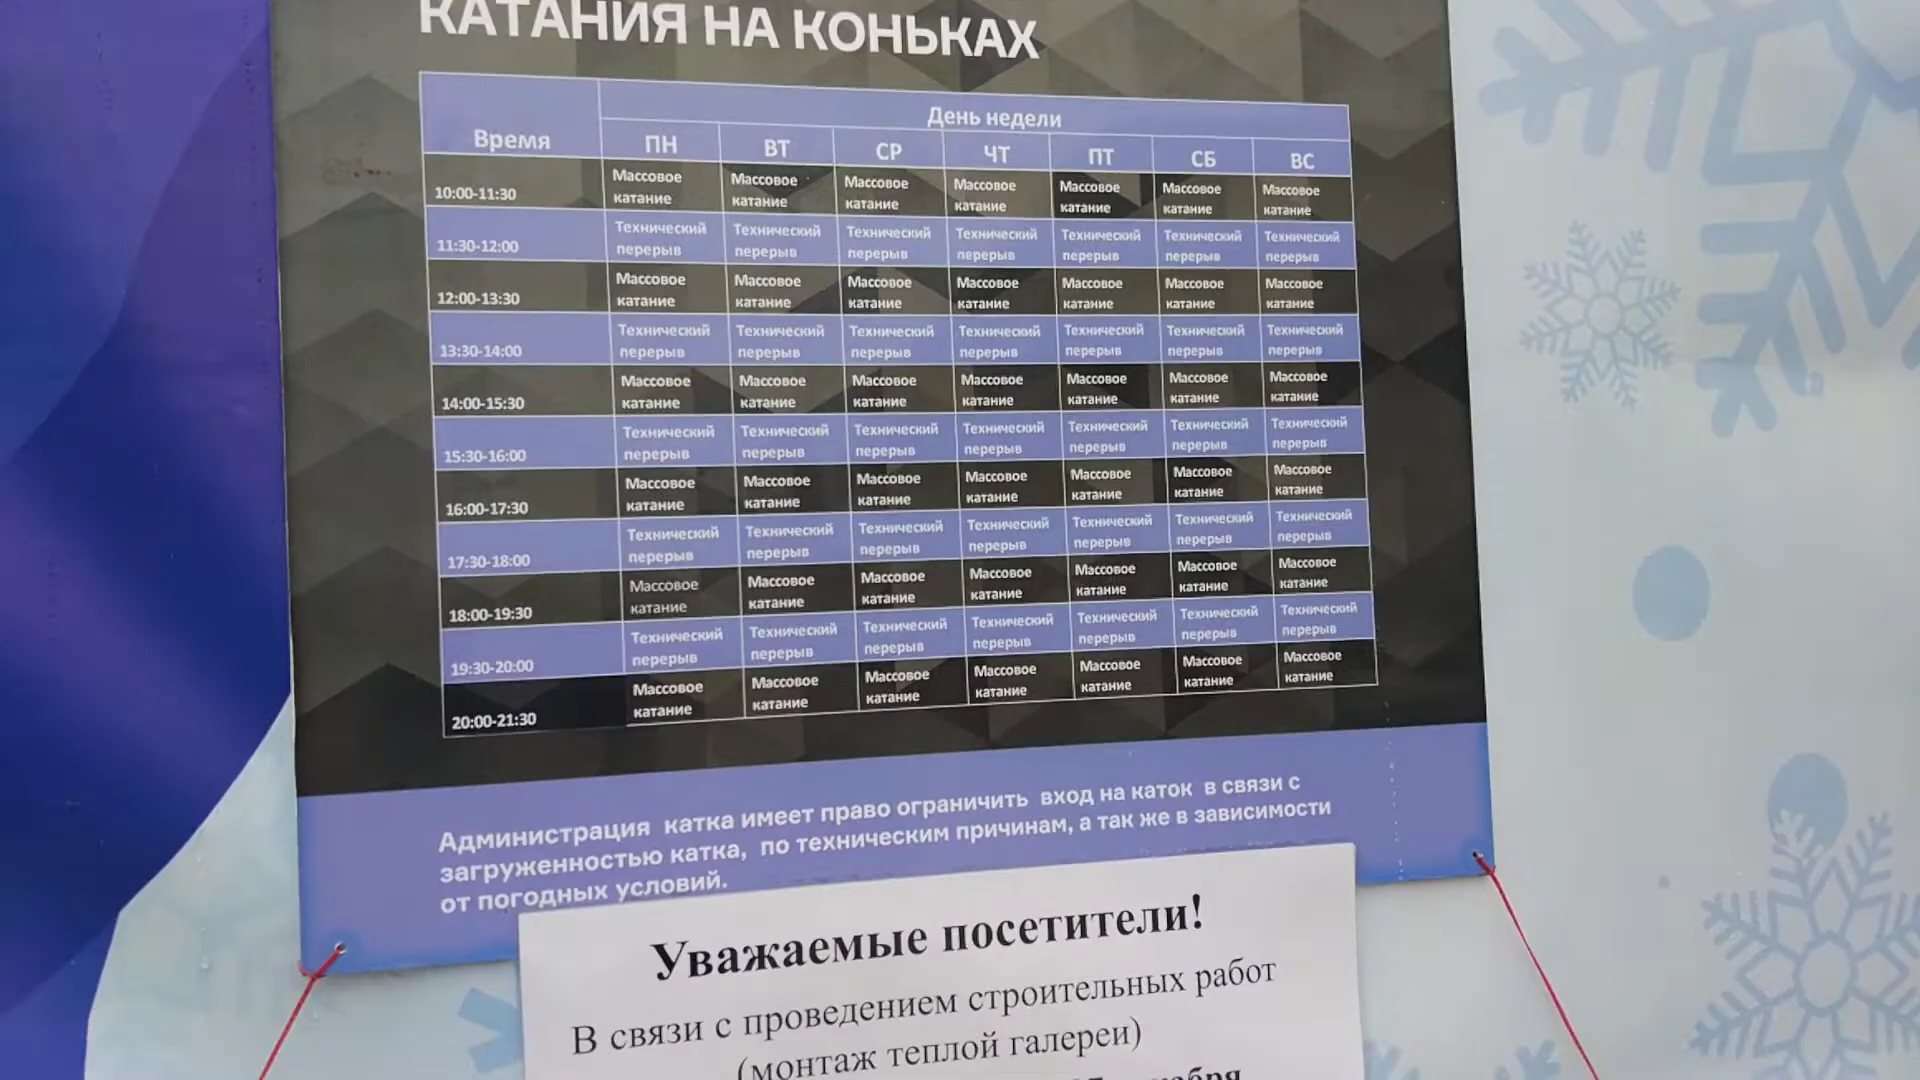 КАТАНИЯ НА КОНЬКАХ
Время День недели
ПН ВТ СР ЧТ ПТ СБ ВС
10:00-11:30 Массовое катание Массовое катание Массовое катание Массовое катание Массовое катание Массовое катание Массовое катание
11:30-12:00 Технический перерыв Технический перерыв Технический перерыв Технический перерыв Технический перерыв Технический перерыв Технический перерыв
12:00-13:30 Массовое катание Массовое катание Массовое катание Массовое катание Массовое катание Массовое катание Массовое катание
13:30-14:00 Технический перерыв Технический перерыв Технический перерыв Технический перерыв Технический перерыв Технический перерыв Технический перерыв
14:00-15:30 Массовое катание Массовое катание Массовое катание Массовое катание Массовое катание Массовое катание Массовое катание
15:30-16:00 Технический перерыв Технический перерыв Технический перерыв Технический перерыв Технический перерыв Технический перерыв Технический перерыв
16:00-17:30 Массовое катание Массовое катание Массовое катание Массовое катание Массовое катание Массовое катание Массовое катание
17:30-18:00 Технический перерыв Технический перерыв Технический перерыв Технический перерыв Технический перерыв Технический перерыв Технический перерыв
18:00-19:30 Массовое катание Массовое катание Массовое катание Массовое катание Массовое катание Массовое катание Массовое катание
19:30-20:00 Технический перерыв Технический перерыв Технический перерыв Технический перерыв Технический перерыв Технический перерыв Технический перерыв
20:00-21:30 Массовое катание Массовое катание Массовое катание Массовое катание Массовое катание Массовое катание Массовое катание
Администрация катка имеет право ограничить вход на каток в связи с
загруженностью катка, по техническим причинам, а так же в зависимости
от погодных условий.
Уважаемые посетители!
В связи с проведением строительных работ
(монтаж теплой галереи)